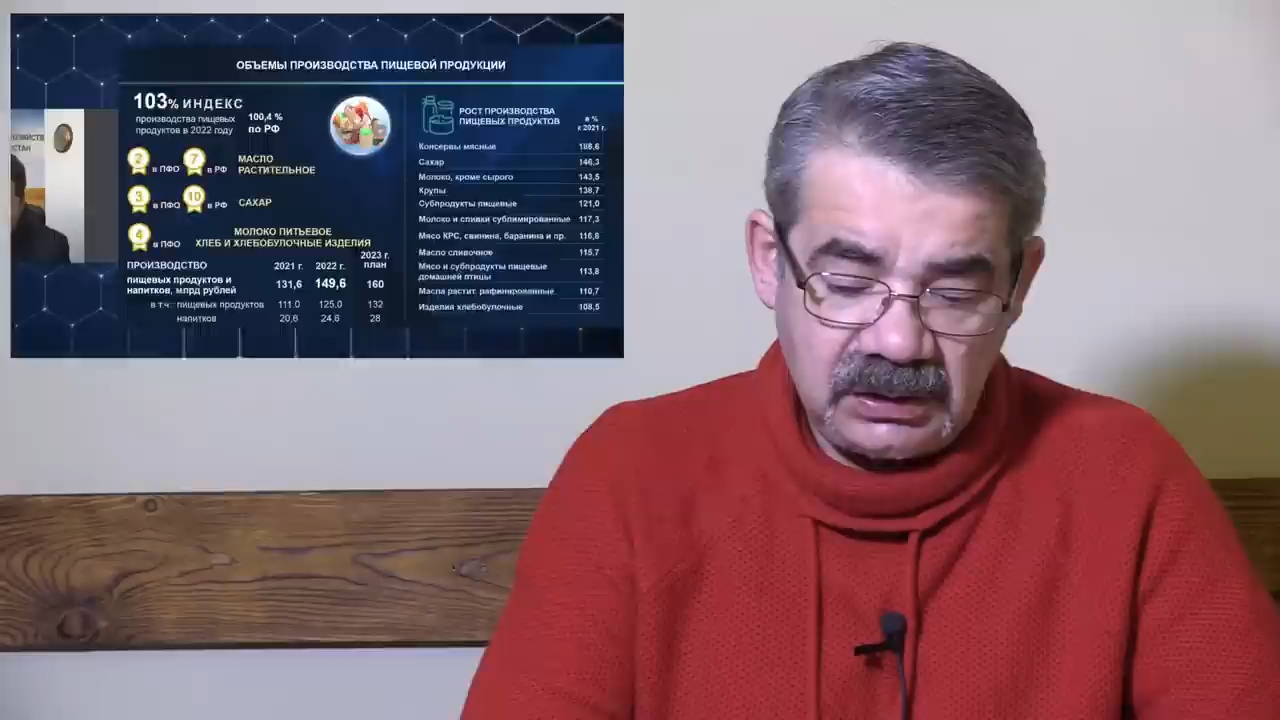 ОБЪЕМЫ ПРОИЗВОДСТВА ПИЩЕВОЙ ПРОДУКЦИИ
103% ИНДЕКС
производства пищевых
продуктов в 2022 году
100,4 %
по РФ
2 в ПФО 7 в РФ МАСЛО
РАСТИТЕЛЬНОЕ
3 в ПФО 10 в РФ САХАР
4 в ПФО
МОЛОКО ПИТЬЕВОЕ
ХЛЕБ И ХЛЕБОБУЛОЧНЫЕ ИЗДЕЛИЯ
ПРОИЗВОДСТВО 2021 г. 2022 г. 2023 г.
план
пищевых продуктов и
напитков, млрд рублей 131,6 149,6 160
в т.ч. пищевых продуктов 111,0 125,0 132
напитков 20,6 24,6 28
РОСТ ПРОИЗВОДСТВА
ПИЩЕВЫХ ПРОДУКТОВ
в %
к 2021 г.
Консервы мясные
Сахар 146,3
Молоко, кроме сырого 143,5
Крупы 138,7
Субпродукты пищевые 121,0
Молоко и сливки сублимированные 117,3
Мясо КРС, свинина, баранина и пр. 116,8
Масло сливочное 115,7
Мясо и субпродукты пищевые
домашней птицы 113,8
Масла растит. рафинированные 110,7
Изделия хлебобулочные 108,5